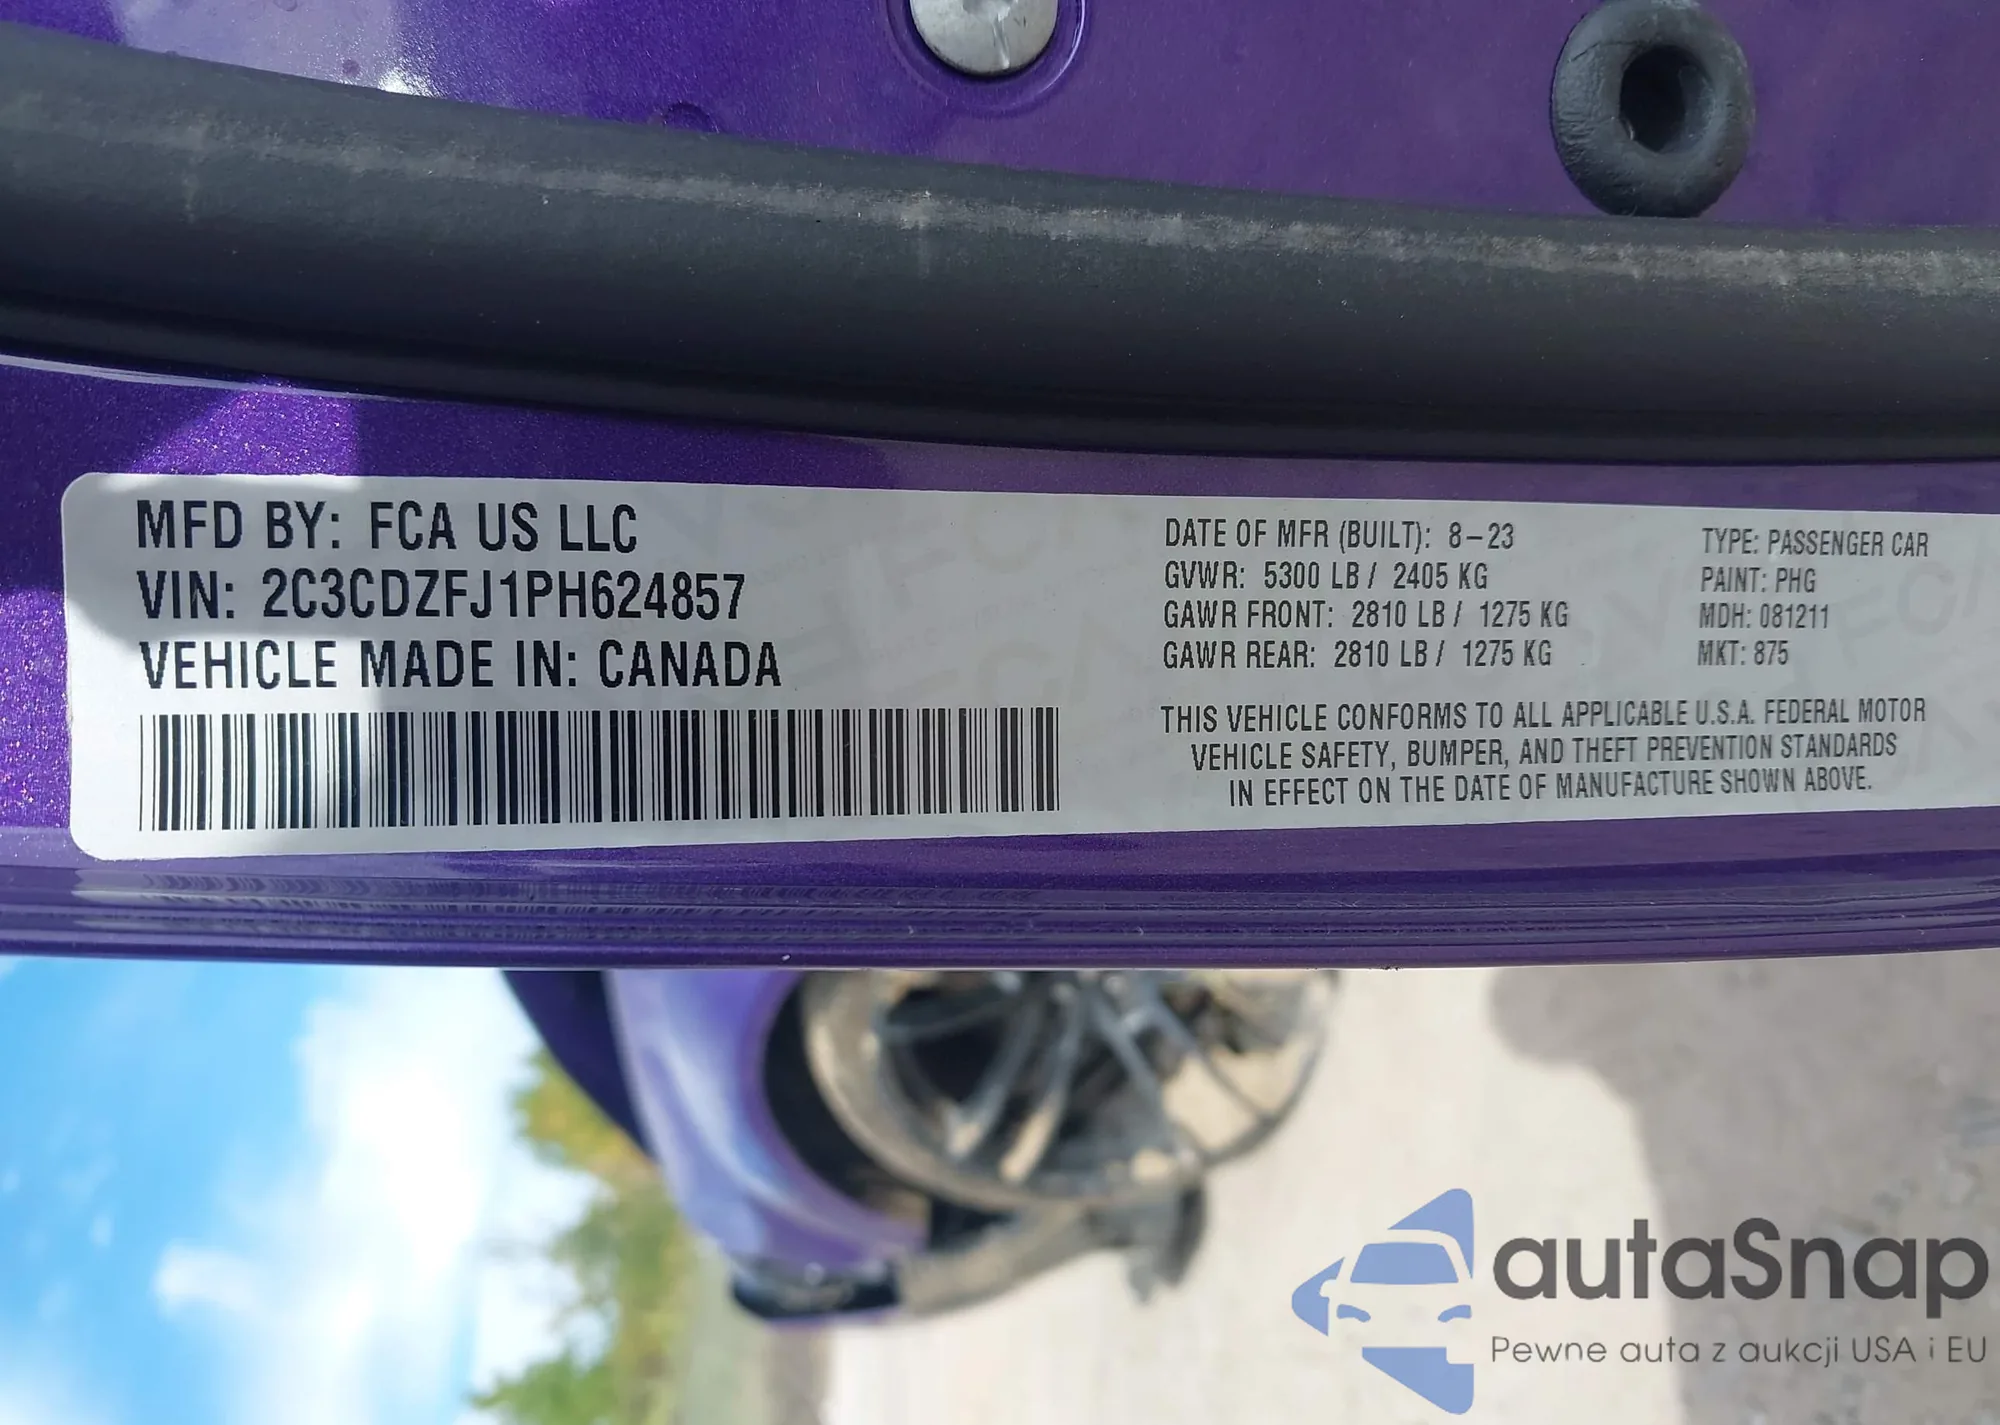 MFD BY: FCA US LLC
VIN: 2C3CDZFJ1PH624857
VEHICLE MADE IN: CANADA
DATE OF MFR (BUILT): 8-23
GVWR: 5300 LB / 2405 KG
GAWR FRONT: 2810 LB / 1275 KG
GAWR REAR: 2810 LB / 1275 KG
TYPE: PASSENGER CAR
PAINT: PHG
MDH: 081211
MKT: 875
THIS VEHICLE CONFORMS TO ALL APPLICABLE U.S.A. FEDERAL MOTOR
VEHICLE SAFETY, BUMPER, AND THEFT PREVENTION STANDARDS
IN EFFECT ON THE DATE OF MANUFACTURE SHOWN ABOVE.
autaSnap
Pewne auta z aukcji USA i EU